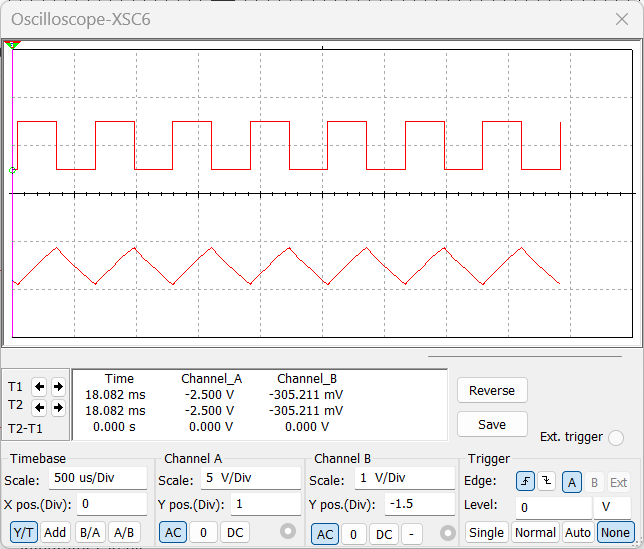 Oscilloscope-XSC6
T1
T2
T2-T1
Time Channel_A Channel_B
18.082 ms -2.500 V -305.211 mV
18.082 ms -2.500 V -305.211 mV
0.000 s 0.000 V 0.000 V
Reverse
Save
Ext. trigger
Timebase
Scale: 500 us/Div
X pos.(Div): 0
Y/T Add B/A A/B
Channel A
Scale: 5 V/Div
Y pos.(Div): 1
AC 0 DC
Channel B
Scale: 1 V/Div
Y pos.(Div): -1.5
AC 0 DC -
Trigger
Edge: A B Ext
Level: 0 V
Single Normal Auto None